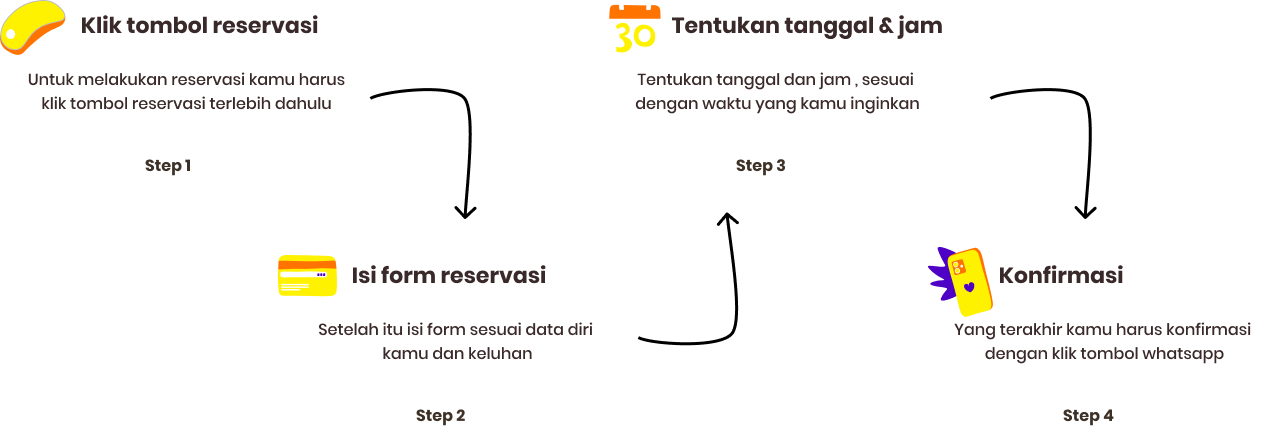 Klik tombol reservasi
Untuk melakukan reservasi kamu harus
klik tombol reservasi terlebih dahulu
Step 1
Isi form reservasi
Setelah itu isi form sesuai data diri
kamu dan keluhan
Step 2
30
Tentukan tanggal & jam
Tentukan tanggal dan jam , sesuai
dengan waktu yang kamu inginkan
Step 3
Konfirmasi
Yang terakhir kamu harus konfirmasi
dengan klik tombol whatsapp
Step 4